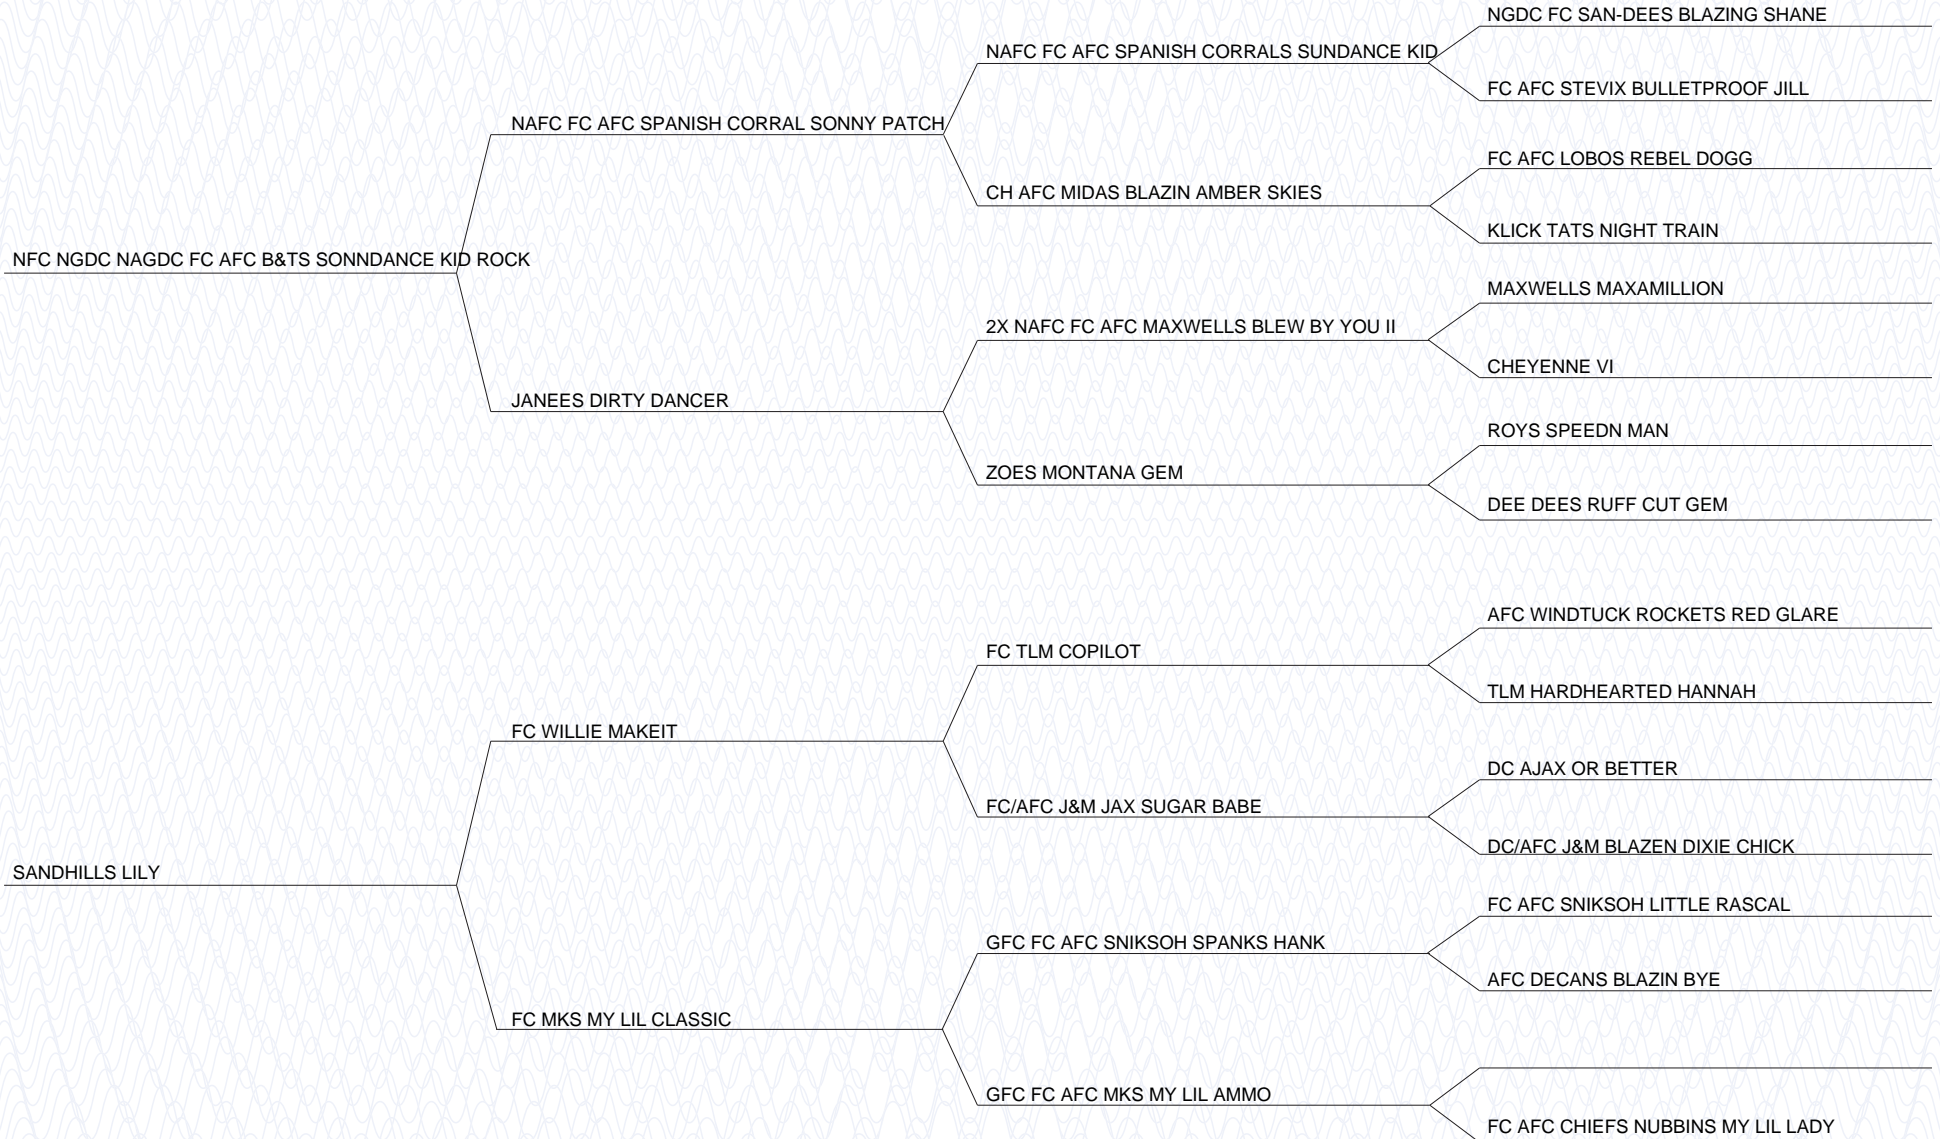 NGDC FC SAN-DEES BLAZING SHANE
NAFC FC AFC SPANISH CORRALS SUNDANCE KID
FC AFC STEVIX BULLETPROOF JILL
NAFC FC AFC SPANISH CORRAL SONNY PATCH
FC AFC LOBOS REBEL DOGG
CH AFC MIDAS BLAZIN AMBER SKIES
KLICK TATS NIGHT TRAIN
NFC NGDC NAGDC FC AFC B&TS SONNDANCE KID ROCK
MAXWELLS MAXAMILLION
2X NAFC FC AFC MAXWELLS BLEW BY YOU II
CHEYENNE VI
JANEES DIRTY DANCER
ROYS SPEEDN MAN
ZOES MONTANA GEM
DEE DEES RUFF CUT GEM
AFC WINDTUCK ROCKETS RED GLARE
FC TLM COPILOT
TLM HARDHEARTED HANNAH
FC WILLIE MAKEIT
DC AJAX OR BETTER
FC/AFC J&M JAX SUGAR BABE
DC/AFC J&M BLAZEN DIXIE CHICK
SANDHILLS LILY
FC AFC SNIKSOH LITTLE RASCAL
GFC FC AFC SNIKSOH SPANKS HANK
AFC DECANS BLAZIN BYE
FC MKS MY LIL CLASSIC
GFC FC AFC MKS MY LIL AMMO
FC AFC CHIEFS NUBBINS MY LIL LADY